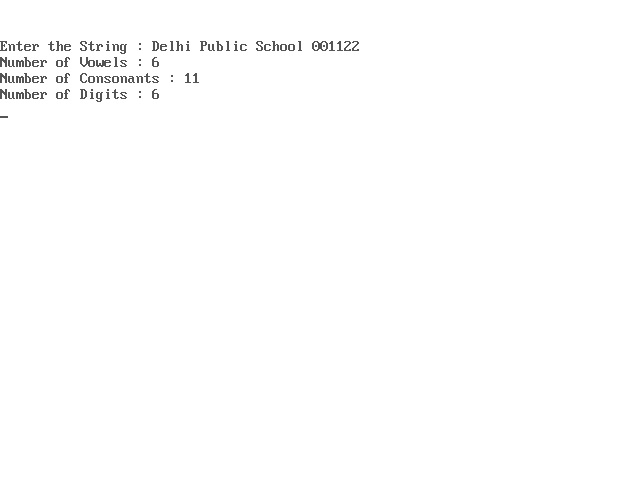 Enter the String : Delhi Public School 001122
Number of Vowels : 6
Number of Consonants : 11
Number of Digits : 6